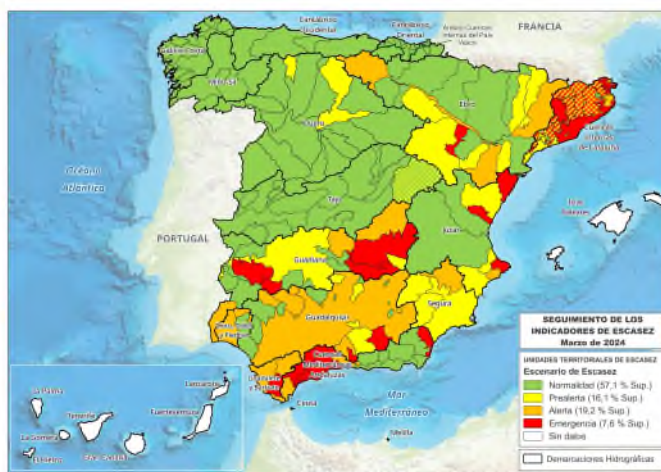 Cantábrico
Occidental
Cantábrico
Oriental
FRANCIA
Galicia Costa
Miño-Sil
Ebro
Duero
Cuencas
Internas
de Cataluña
Océano
Atlántico
Tajo
Islas
Baleares
PORTUGAL
Júcar
Guadiana
Segura
Guadalquivir
Tinto, Odiel
y Piedras
Cuencas
Mediterráneas
Andaluzas
Guadalete
y Barbate
Mar
Mediterráneo
Ceuta
Melilla
SEGUIMIENTO DE LOS
INDICADORES DE ESCASEZ
Marzo de 2024
UNIDADES TERRITORIALES DE ESCASEZ
Escenario de Escasez
Normalidad (57,1 % Sup.)
Prealerta (16,1 % Sup.)
Alerta (19,2 % Sup.)
Emergencia (7,6 % Sup.)
Sin datos
Demarcaciones Hidrográficas
La Palma
Lanzarote
Tenerife
Fuerteventura
La Gomera
Gran Canaria
El Hierro